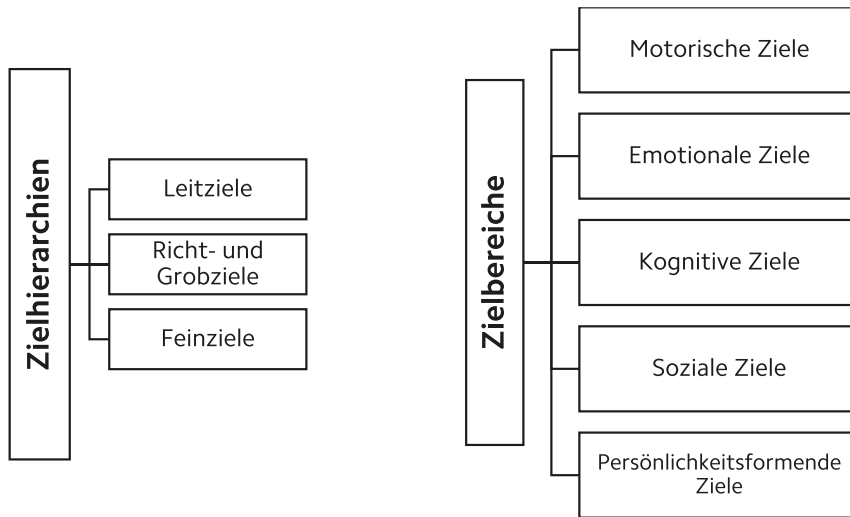 Zielhierarchien
Leitziele
Richt- und
Grobziele
Feinziele
Zielbereiche
Motorische Ziele
Emotionale Ziele
Kognitive Ziele
Soziale Ziele
Persönlichkeitsformende
Ziele